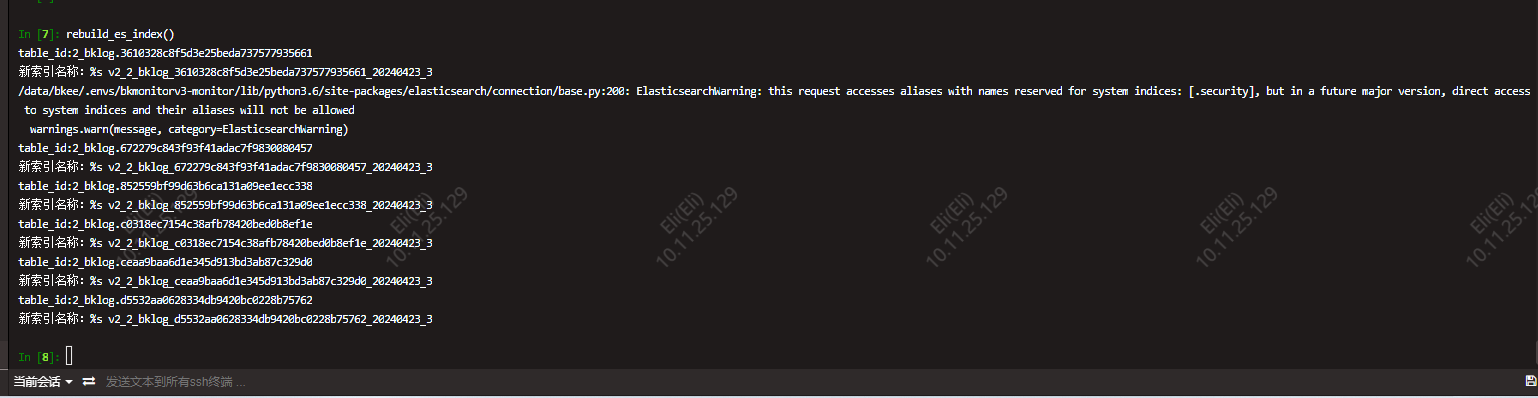 In [7]: rebuild_es_index()
table_id:2_bklog.3610328c8f5d3e25beda737577935661
新索引名称: %s v2_2_bklog_3610328c8f5d3e25beda737577935661_20240423_3
/data/bkee/.envs/bkmonitorv3-monitor/lib/python3.6/site-packages/elasticsearch/connection/base.py:200: ElasticsearchWarning: this request accesses aliases with names reserved for system indices: [.security], but in a future major version, direct access
to system indices and their aliases will not be allowed
warnings.warn(message, category=ElasticsearchWarning)
table_id:2_bklog.672279c843f93f41adac7f9830080457
新索引名称: %s v2_2_bklog_672279c843f93f41adac7f9830080457_20240423_3
table_id:2_bklog.852559bf99d63b6ca131a09ee1ecc338
新索引名称: %s v2_2_bklog_852559bf99d63b6ca131a09ee1ecc338_20240423_3
table_id:2_bklog.c0318ec7154c38afb78420bed0b8ef1e
新索引名称: %s v2_2_bklog_c0318ec7154c38afb78420bed0b8ef1e_20240423_3
table_id:2_bklog.ceaa9baa6d1e345d913bd3ab87c329d0
新索引名称: %s v2_2_bklog_ceaa9baa6d1e345d913bd3ab87c329d0_20240423_3
table_id:2_bklog.d5532aa0628334db9420bc0228b75762
新索引名称: %s v2_2_bklog_d5532aa0628334db9420bc0228b75762_20240423_3
In [8]:
Eli(Eli)
10.11.25.129
Eli(Eli)
10.11.25.129
Eli(Eli)
10.11.25.129
Eli(Eli)
10.11.25.129
Eli(Eli)
10.11.25.129
Eli(Eli)
10.11.25.129
当前会话 发送文本到所有ssh终端 ...